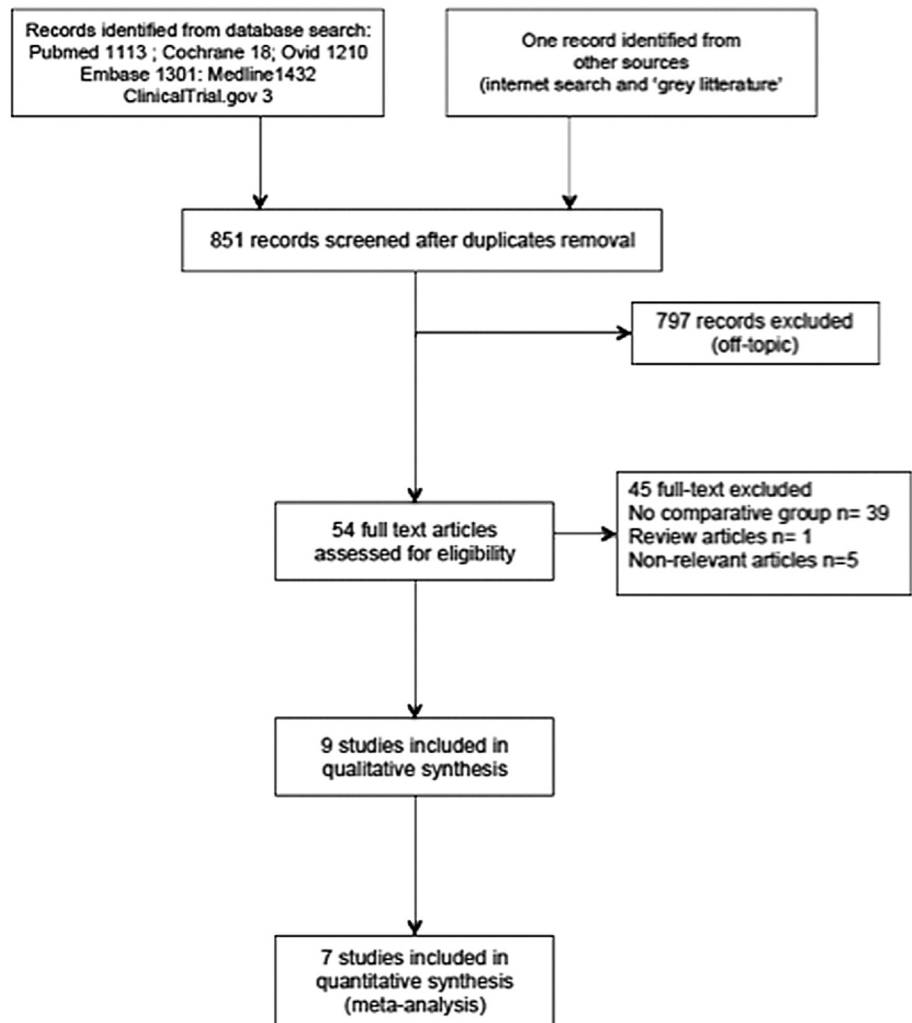 Records identified from database search:
Pubmed 1113 ; Cochrane 18; Ovid 1210
Embase 1301: Medline1432
ClinicalTrial.gov 3
One record identified from
other sources
(internet search and ‘grey litterature’
851 records screened after duplicates removal
797 records excluded
(off-topic)
54 full text articles
assessed for eligibility
45 full-text excluded
No comparative group n= 39
Review articles n= 1
Non-relevant articles n=5
9 studies included in
qualitative synthesis
7 studies included in
quantitative synthesis
(meta-analysis)